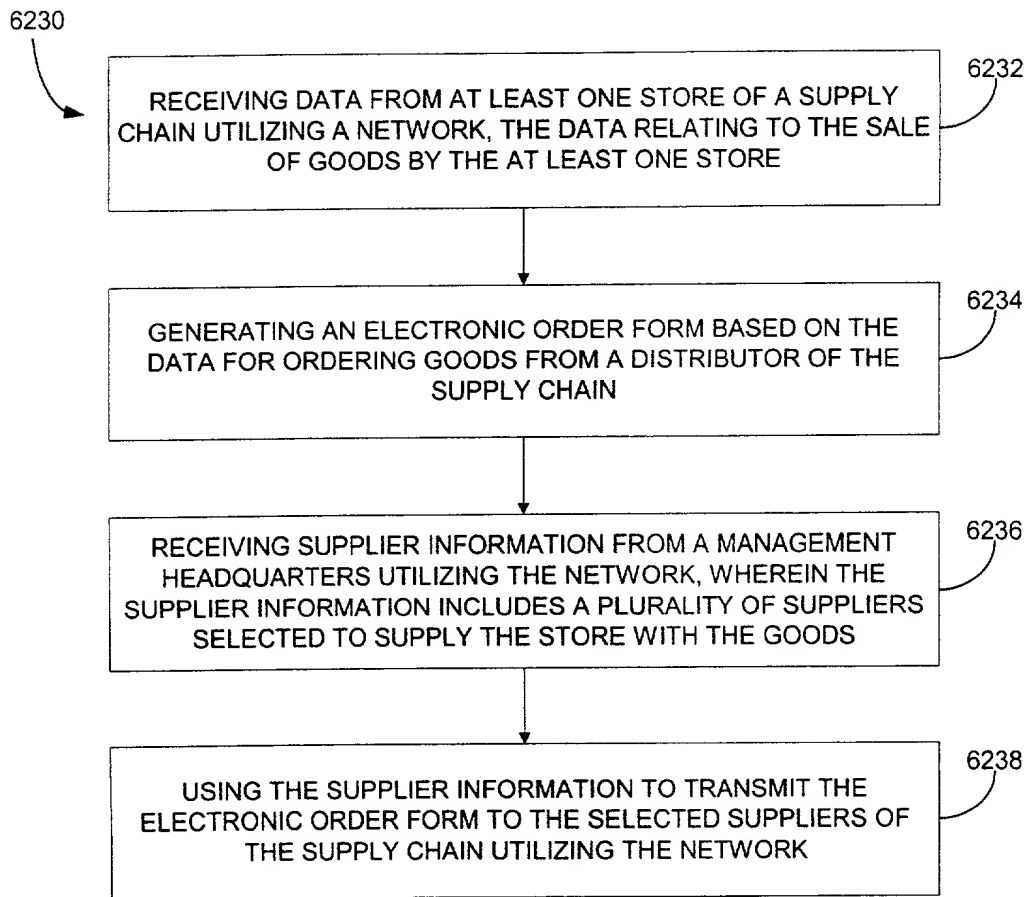 6230
6232
RECEIVING DATA FROM AT LEAST ONE STORE OF A SUPPLY
CHAIN UTILIZING A NETWORK, THE DATA RELATING TO THE SALE
OF GOODS BY THE AT LEAST ONE STORE
6234
GENERATING AN ELECTRONIC ORDER FORM BASED ON THE
DATA FOR ORDERING GOODS FROM A DISTRIBUTOR OF THE
SUPPLY CHAIN
6236
RECEIVING SUPPLIER INFORMATION FROM A MANAGEMENT
HEADQUARTERS UTILIZING THE NETWORK, WHEREIN THE
SUPPLIER INFORMATION INCLUDES A PLURALITY OF SUPPLIERS
SELECTED TO SUPPLY THE STORE WITH THE GOODS
6238
USING THE SUPPLIER INFORMATION TO TRANSMIT THE
ELECTRONIC ORDER FORM TO THE SELECTED SUPPLIERS OF
THE SUPPLY CHAIN UTILIZING THE NETWORK